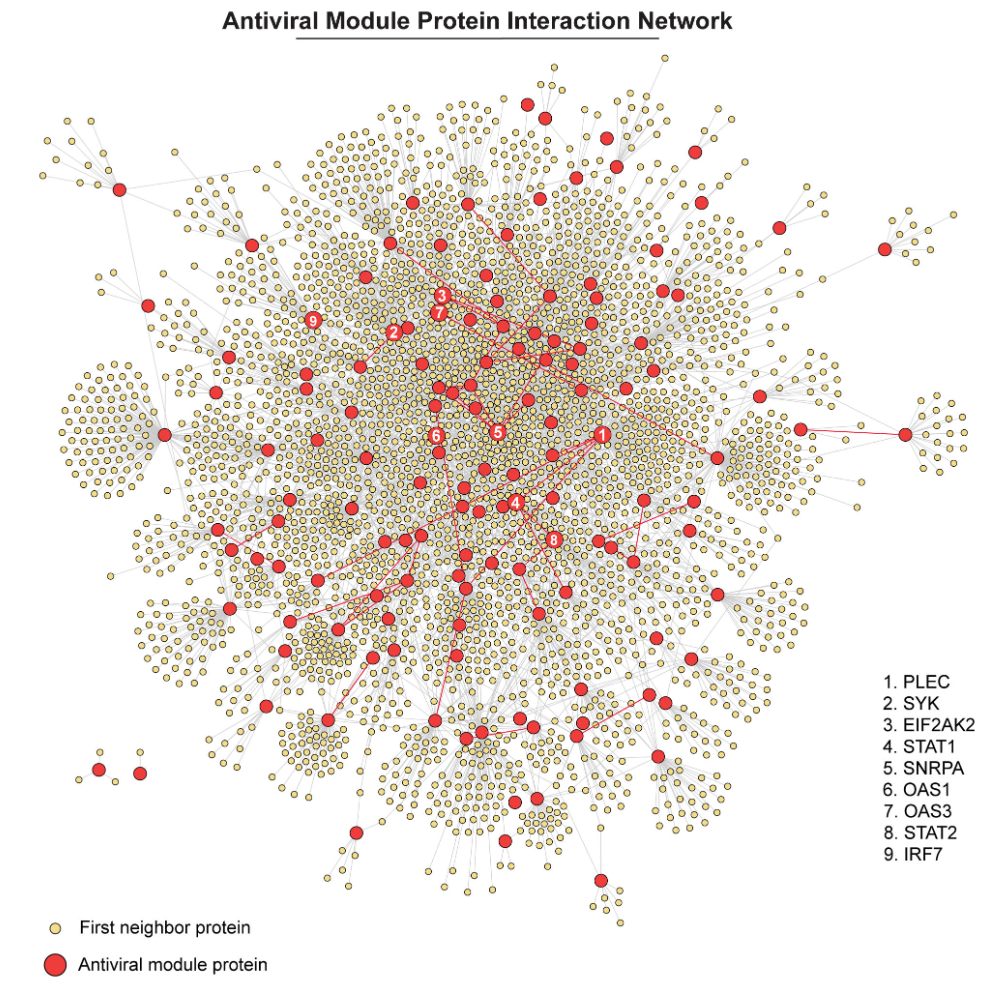 Antiviral Module Protein Interaction Network
3
7
9
2
6
5
1
4
8
1. PLEC
2. SYK
3. EIF2AK2
4. STAT1
5. SNRPA
6. OAS1
7. OAS3
8. STAT2
9. IRF7
First neighbor protein
Antiviral module protein